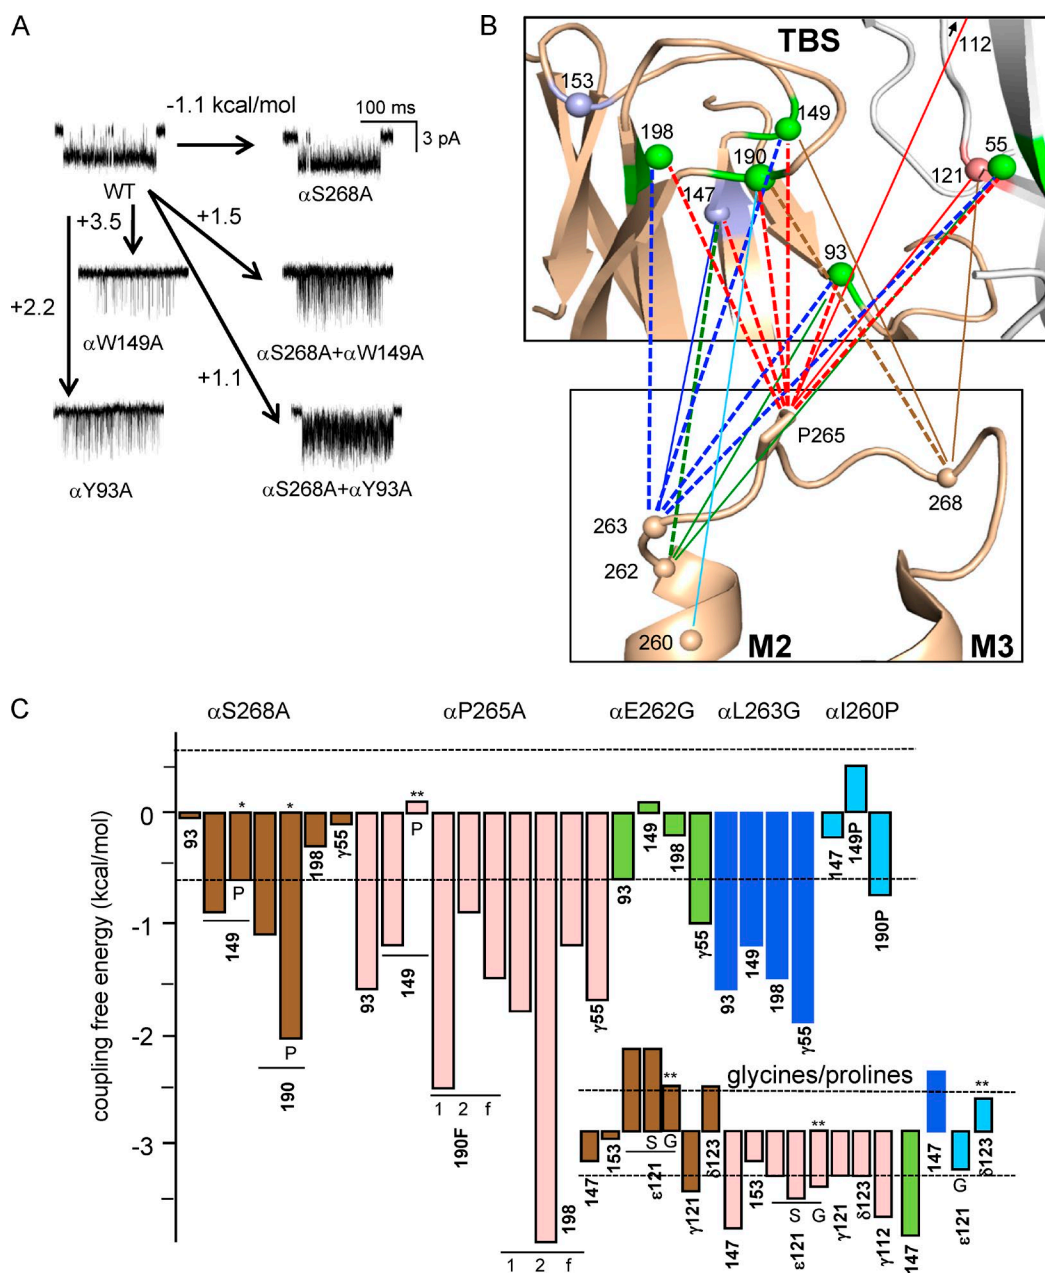 A
-1.1 kcal/mol
100 ms
3 pA
WT
αS268A
+3.5
+1.5
+2.2
αW149A
αS268A+αW149A
+1.1
αY93A
αS268A+αY93A
B
TBS
112
153
149
198
190
55
121
147
93
P265
268
263
262
260
M2
M3
C
αS268A αP265A αE262G αL263G αI260P
coupling free energy (kcal/mol)
0
-1
-2
-3
93
P
*
149
P
*
190
198
γ55
93
P
**
149
1 2 f
190F
1 2 f
198
γ55
93
149
198
γ55
93
149
198
γ55
147
149P
190P
glycines/prolines
147
153
S G
**
ε121
γ121
δ123
147
153
S G
**
ε121
γ121
δ123
γ112
147
147
G
ε121
**
δ123